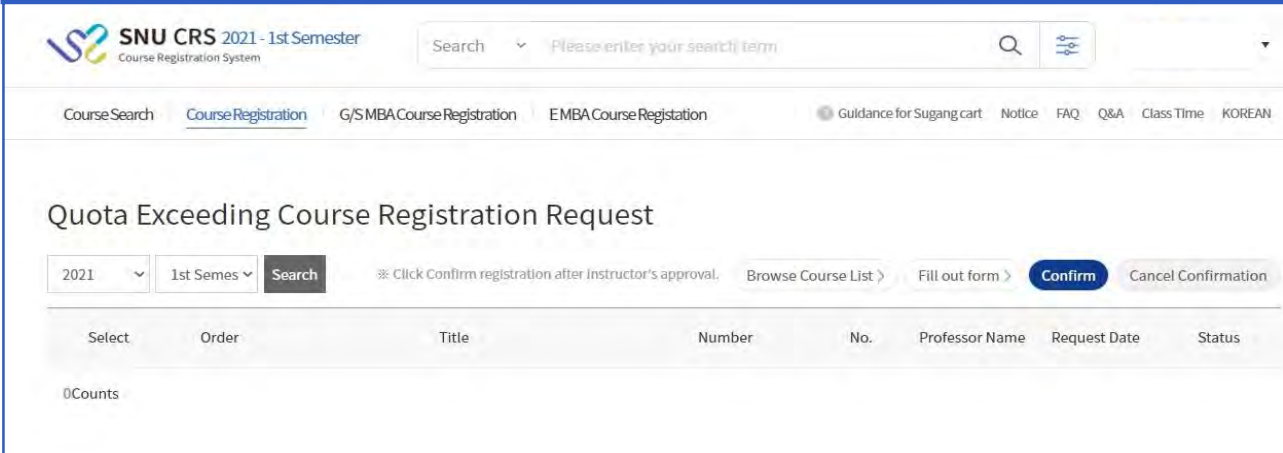 SNU CRS 2021 - 1st Semester
Course Registration System
Search Please enter your search term
Course Search Course Registration G/S MBA Course Registration E MBA Course Registation Guidance for Sugang cart Notice FAQ Q&A Class Time KOREAN
Quota Exceeding Course Registration Request
2021 1st Semes Search ※ Click Confirm registration after instructor's approval. Browse Course List > Fill out form > Confirm Cancel Confirmation
Select Order Title Number No. Professor Name Request Date Status
0Counts